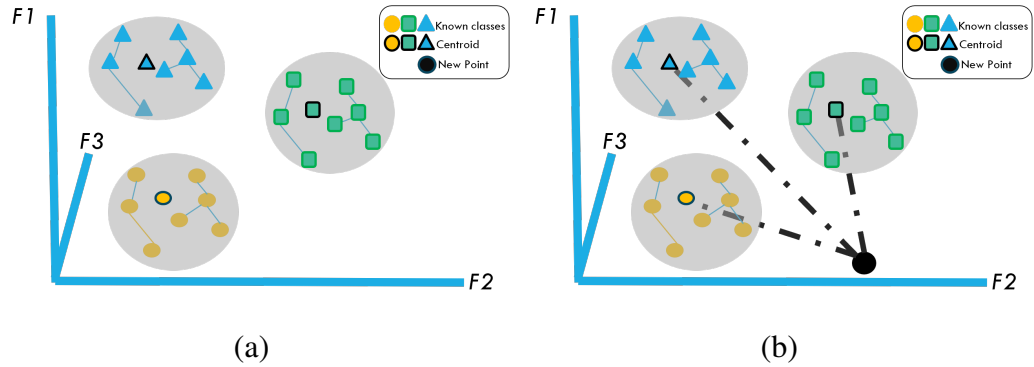 F1
Known classes
Centroid
New Point
F3
F2
(a)
F1
Known classes
Centroid
New Point
F3
F2
(b)